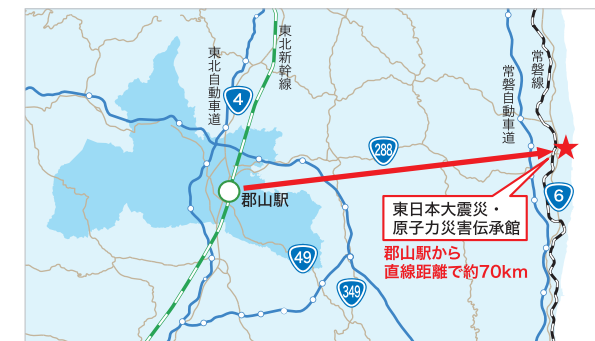 東北自動車道
東北新幹線
4
常磐自動車道
常磐線
288
郡山駅
6
東日本大震災・
原子力災害伝承館
郡山駅から
直線距離で約70km
49
349